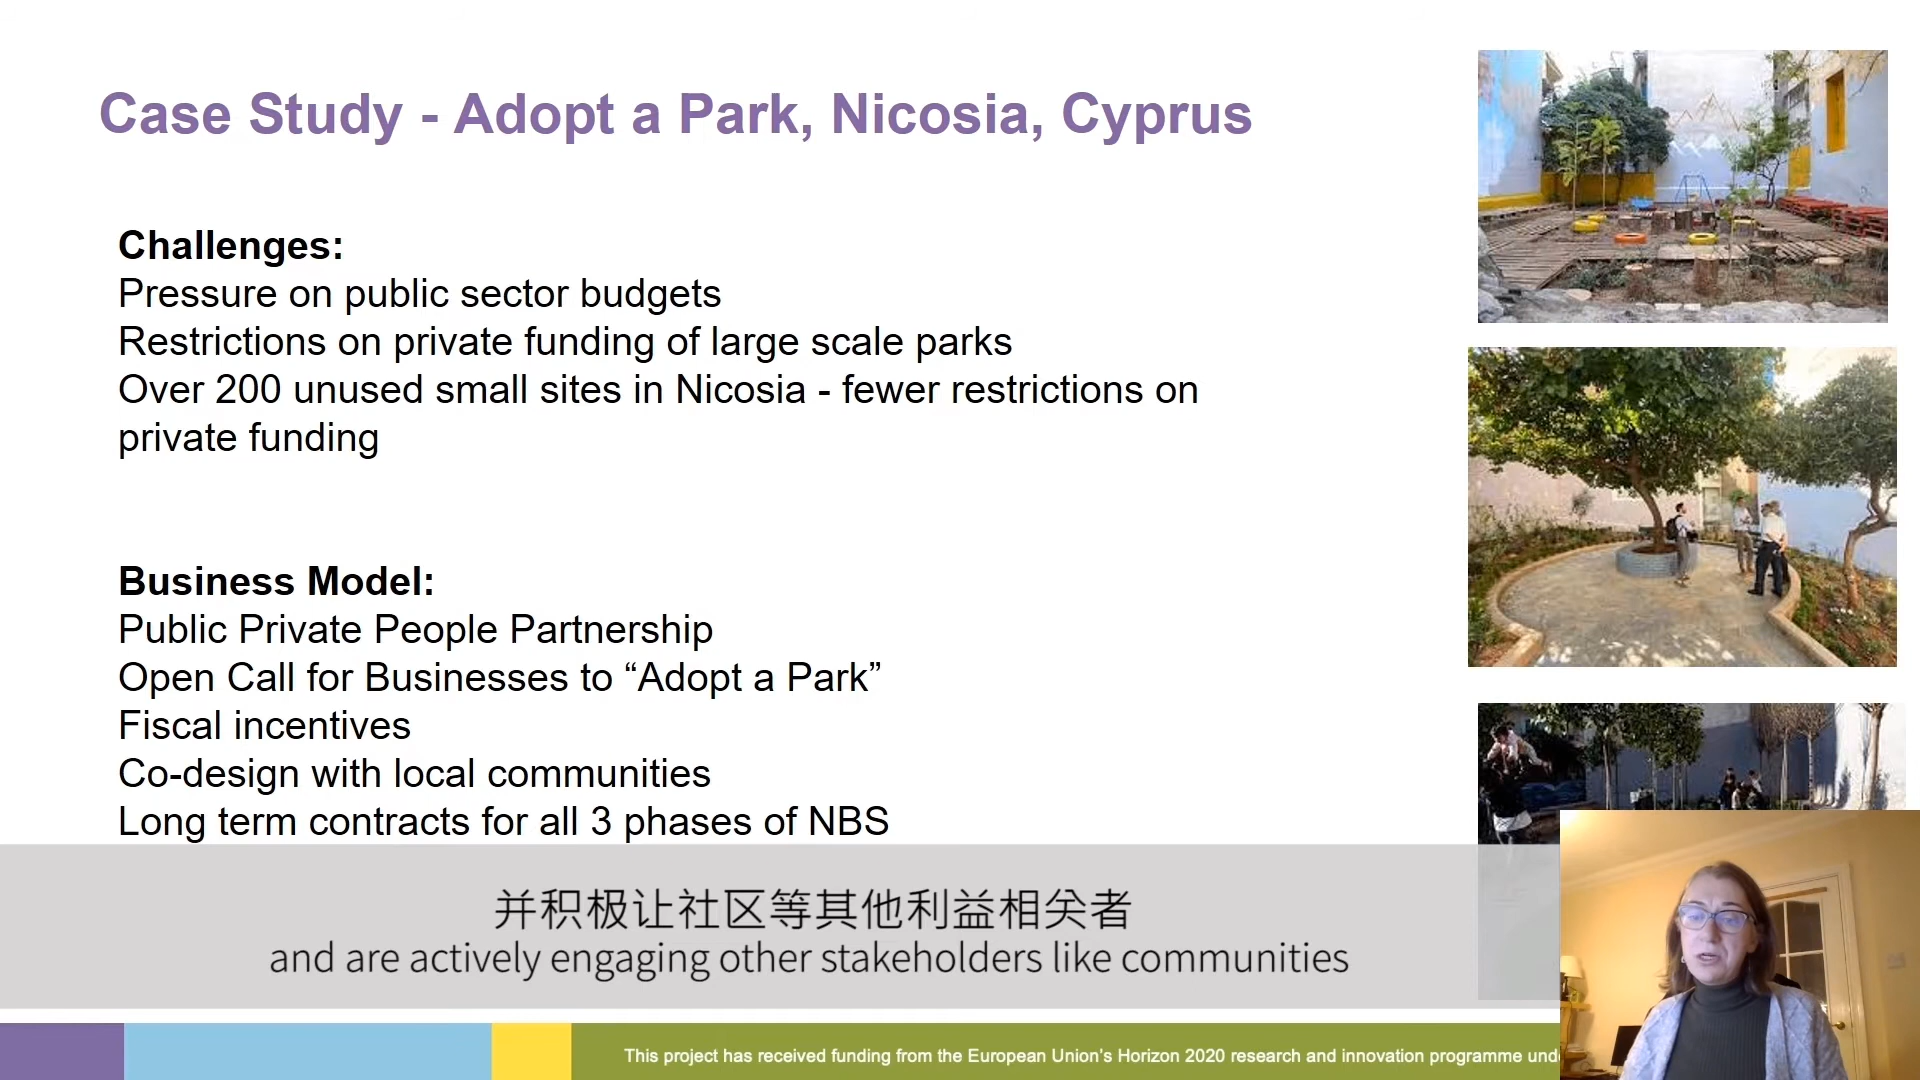 Case Study - Adopt a Park, Nicosia, Cyprus
Challenges:
Pressure on public sector budgets
Restrictions on private funding of large scale parks
Over 200 unused small sites in Nicosia - fewer restrictions on
private funding
Business Model:
Public Private People Partnership
Open Call for Businesses to “Adopt a Park”
Fiscal incentives
Co-design with local communities
Long term contracts for all 3 phases of NBS
并积极让社区等其他利益相关者
and are actively engaging other stakeholders like communities
This project has received funding from the European Union’s Horizon 2020 research and innovation programme